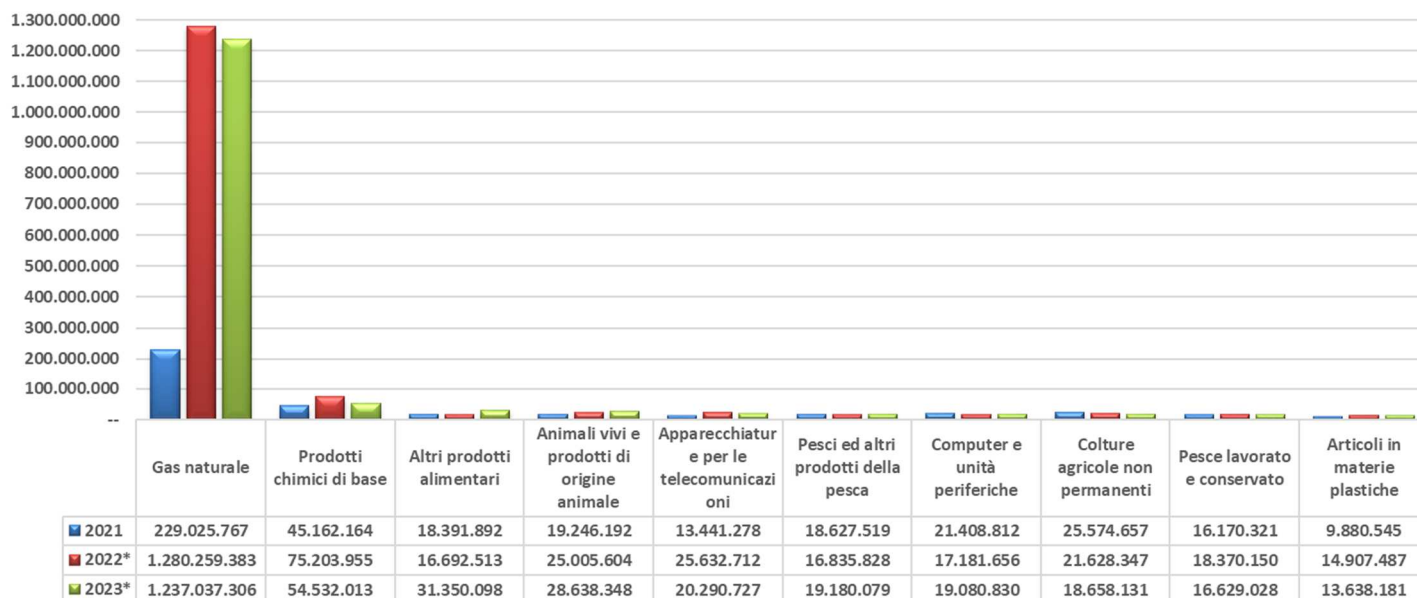 1.300.000.000
1.200.000.000
1.100.000.000
1.000.000.000
900.000.000
800.000.000
700.000.000
600.000.000
500.000.000
400.000.000
300.000.000
200.000.000
100.000.000
--
Gas naturale
Prodotti
chimici di base
Altri prodotti
alimentari
Animali vivi e
prodotti di
origine
animale
Apparecchiatur
e per le
telecomunicazi
oni
Pesci ed altri
prodotti della
pesca
Computer e
unità
periferiche
Colture
agricole non
permanenti
Pesce lavorato
e conservato
Articoli in
materie
plastiche
2021 229.025.767 45.162.164 18.391.892 19.246.192 13.441.278 18.627.519 21.408.812 25.574.657 16.170.321 9.880.545
2022* 1.280.259.383 75.203.955 16.692.513 25.005.604 25.632.712 16.835.828 17.181.656 21.628.347 18.370.150 14.907.487
2023* 1.237.037.306 54.532.013 31.350.098 28.638.348 20.290.727 19.180.079 19.080.830 18.658.131 16.629.028 13.638.181